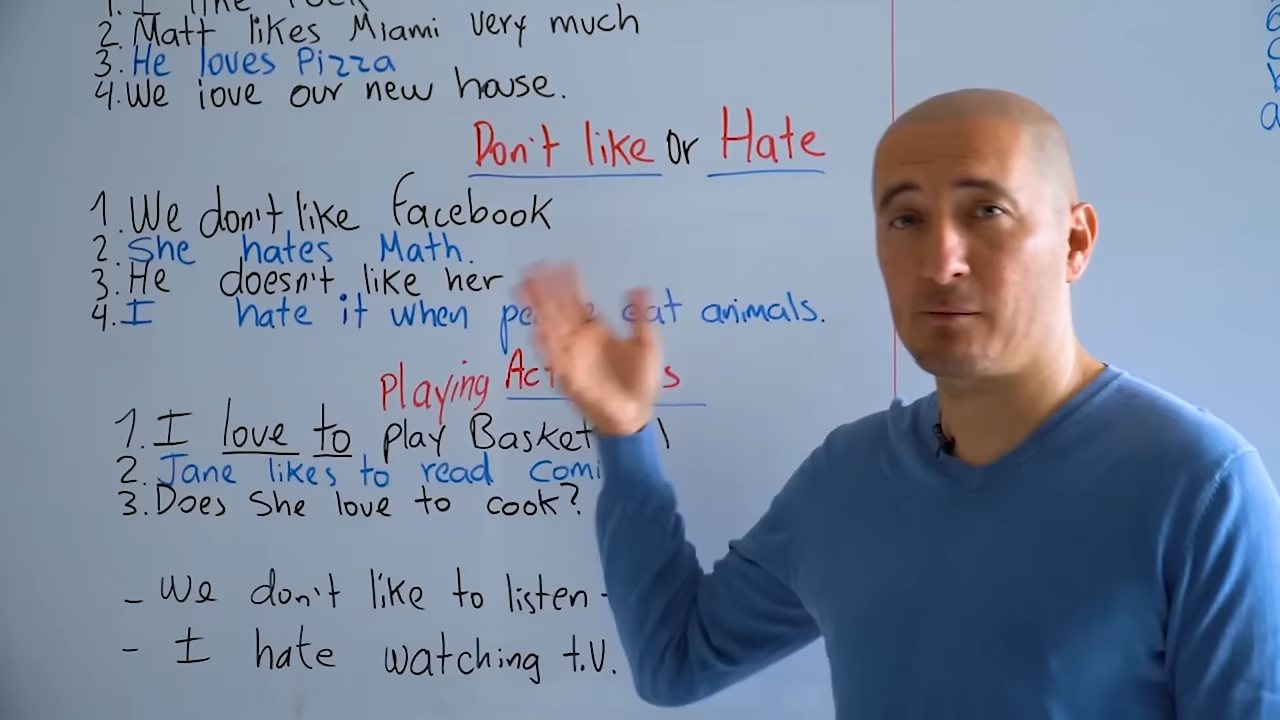 1. I like rock
2. Matt likes Miami very much
3. He loves Pizza
4. We love our new house.
Don't like or Hate
1. We don't like facebook
2. She hates Math.
3. He doesn't like her
4. I hate it when eat animals.
Playing
1. I love to play Basket
2. Jane likes to read
3. Does She love to cook?
- We don't like to listen
- I hate watching t.V.